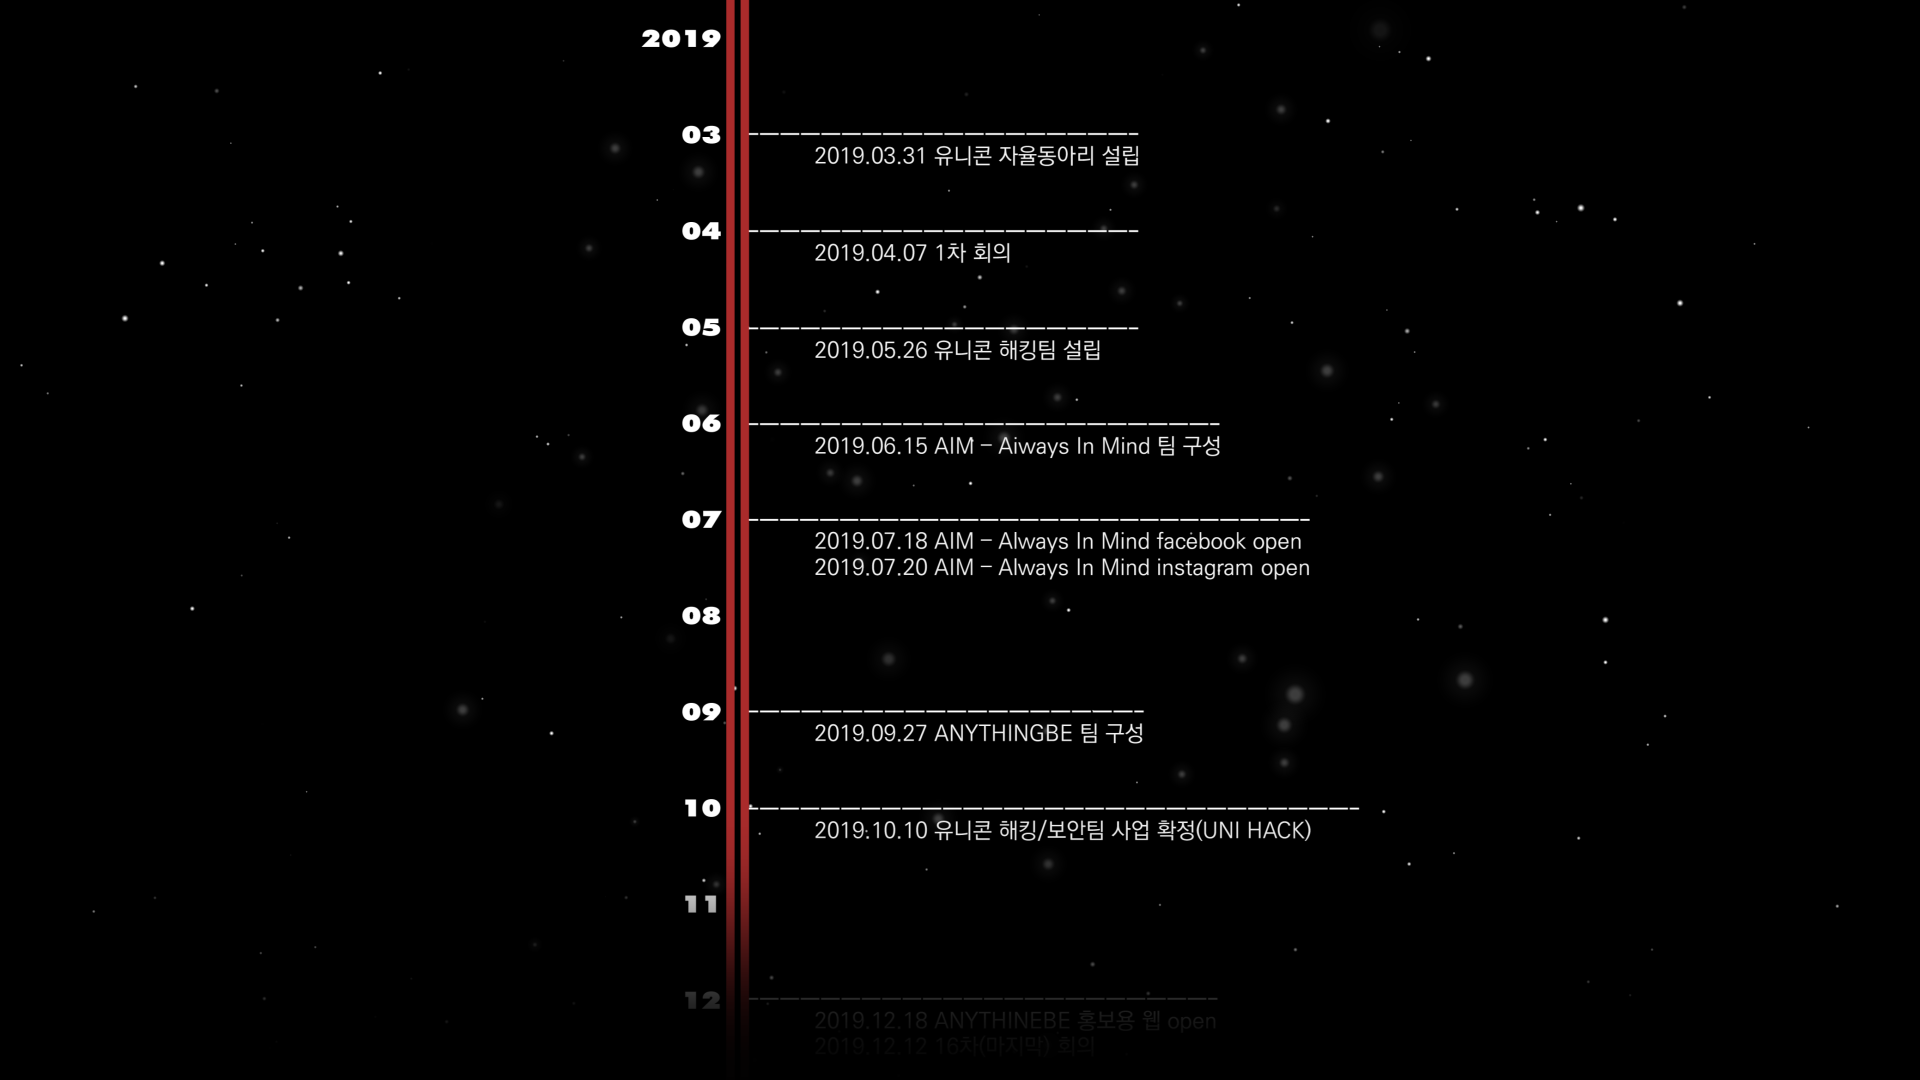 2019
03
2019.03.31 유니콘 자율동아리 설립
04
2019.04.07 1차 회의
05
2019.05.26 유니콘 해킹팀 설립
06
2019.06.15 AIM – Aiways In Mind 팀 구성
07
2019.07.18 AIM – Always In Mind facebook open
2019.07.20 AIM – Always In Mind instagram open
08
09
2019.09.27 ANYTHINGBE 팀 구성
10
2019.10.10 유니콘 해킹/보안팀 사업 확정(UNI HACK)
11
12
2019.12.18 ANYTHINEBE 홍보용 웹 open
2019.12.12 16차(마지막) 회의